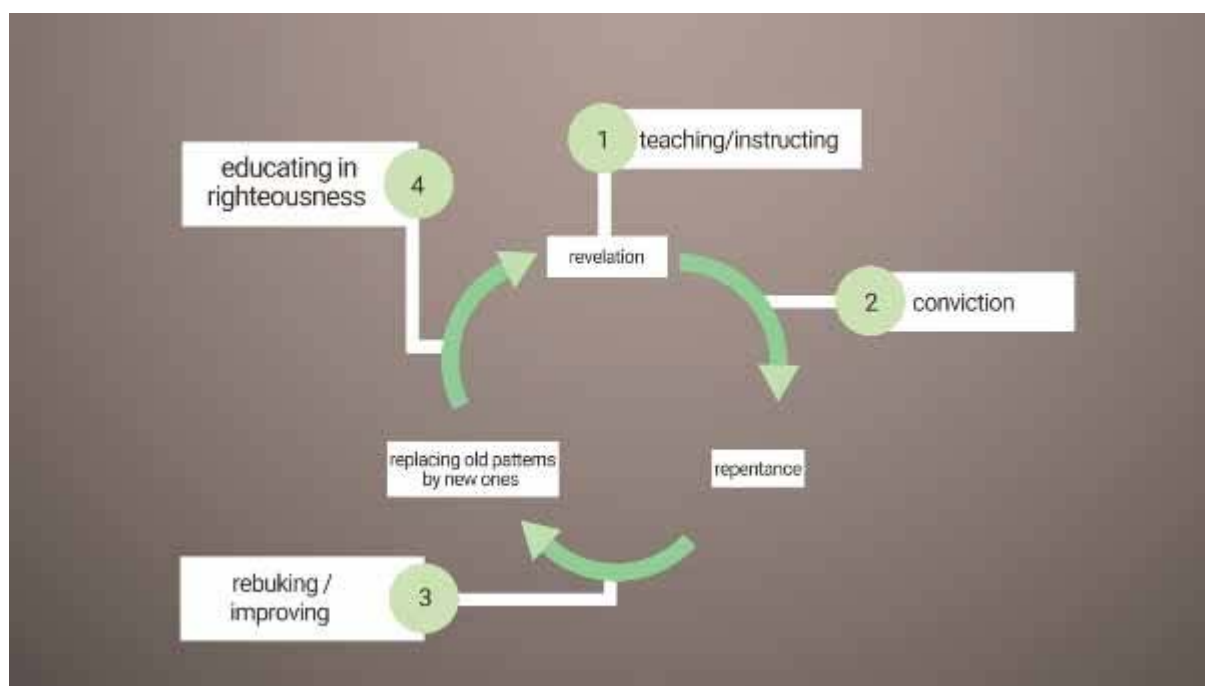 1
teaching/instructing
educating in
righteousness
4
revelation
2
conviction
replacing old patterns
by new ones
repentance
rebuking /
improving
3